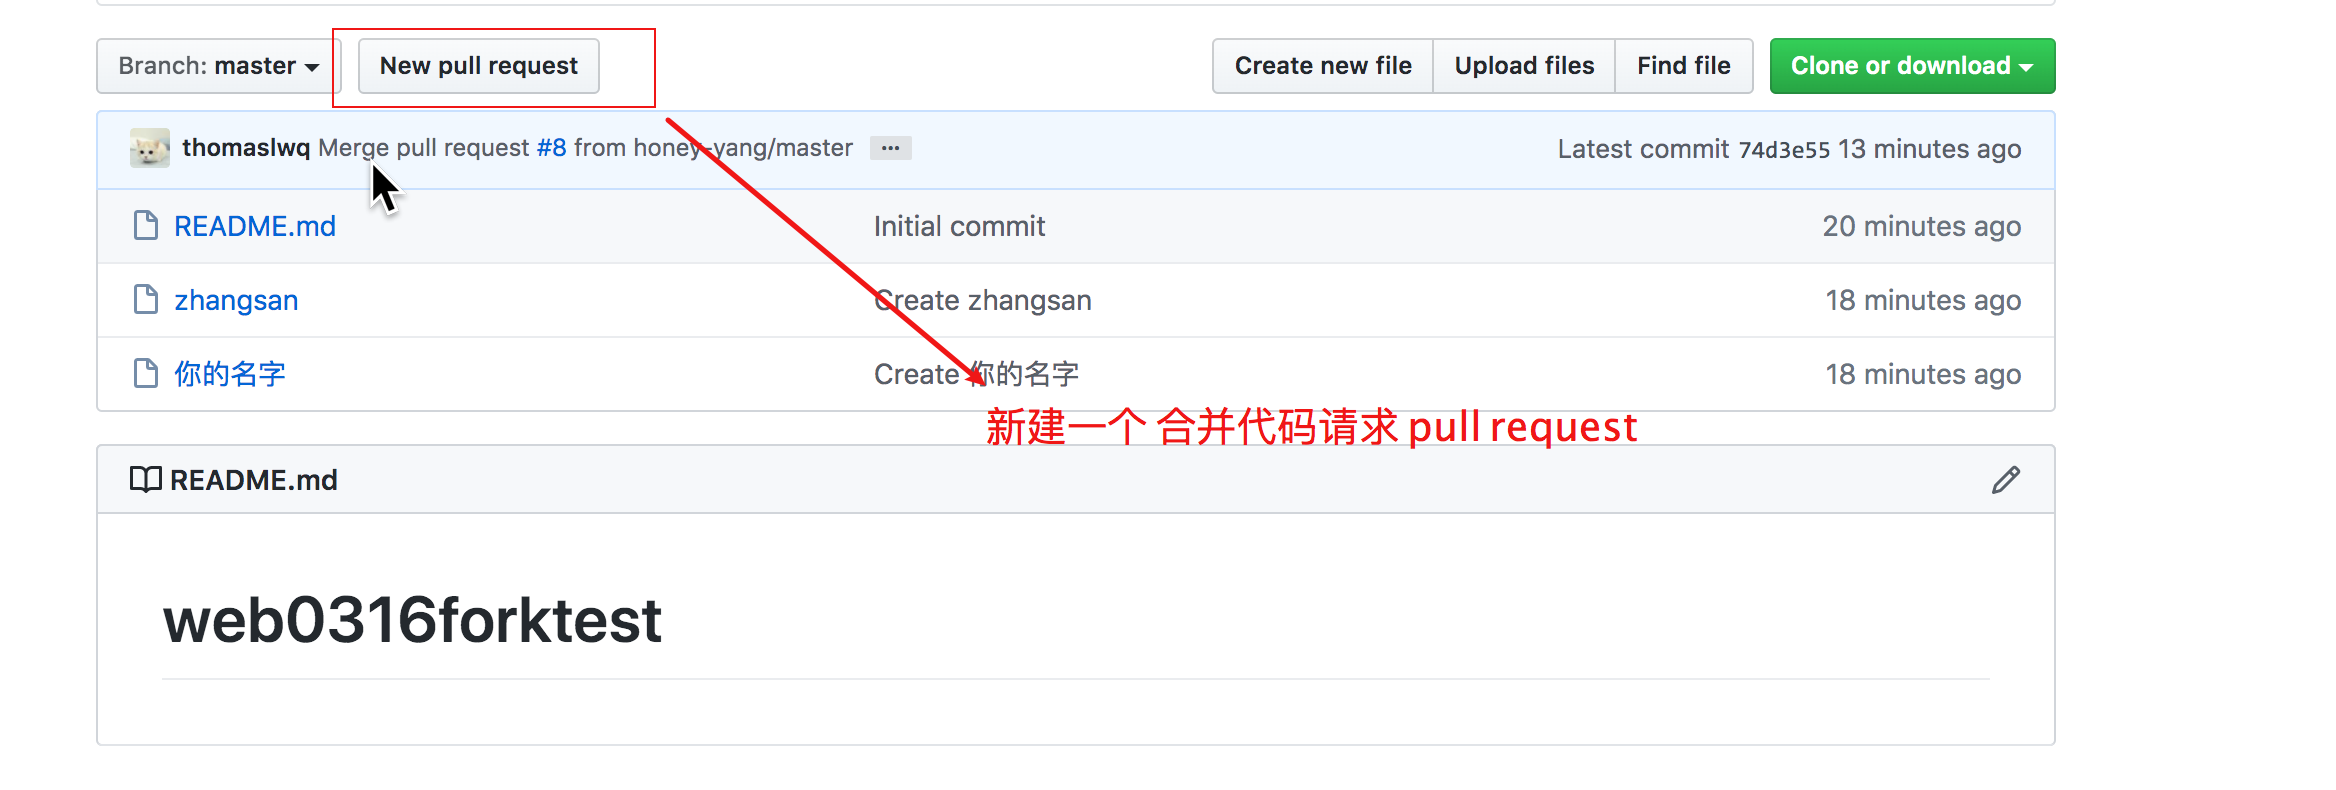 Branch: master New pull request Create new file Upload files Find file Clone or download
thomaslwq Merge pull request #8 from honey-yang/master ... Latest commit 74d3e55 13 minutes ago
README.md Initial commit 20 minutes ago
zhangsan Create zhangsan 18 minutes ago
你的名字 Create 你的名字 18 minutes ago
新建一个 合并代码请求 pull request
README.md
web0316forktest